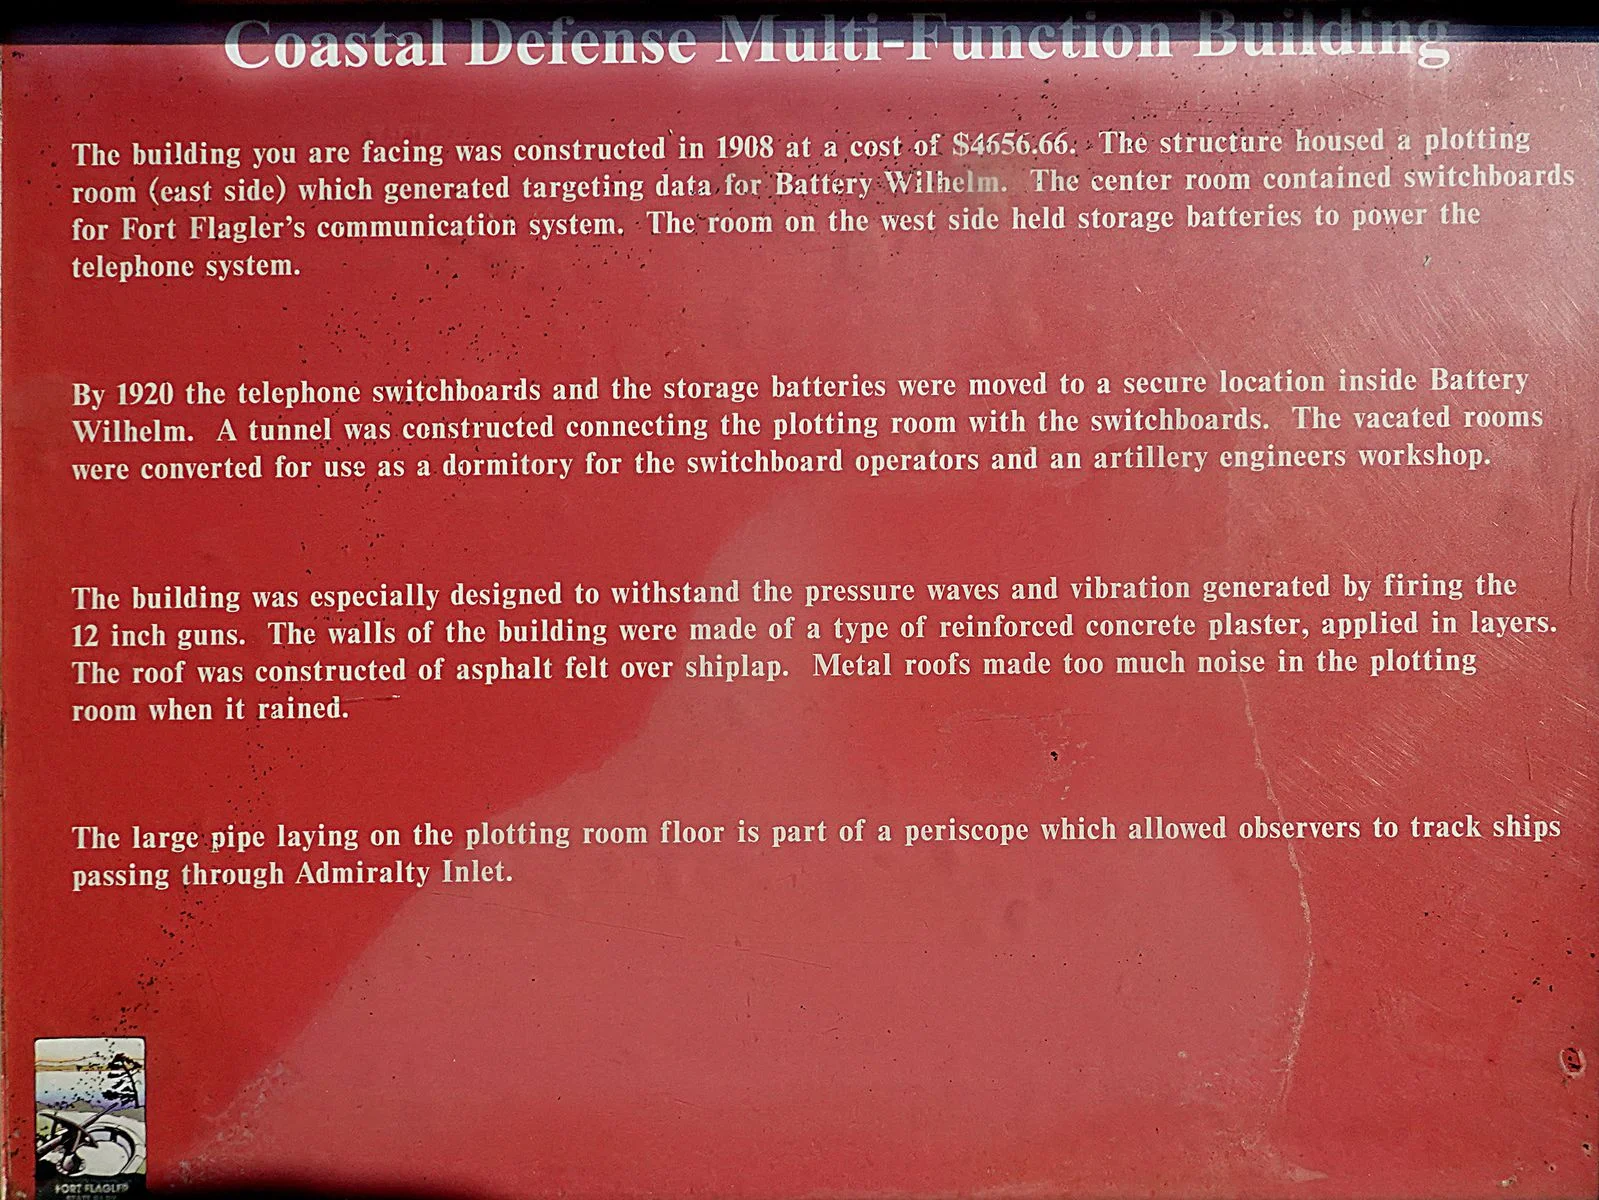 Coastal Defense Multi-Function Building
The building you are facing was constructed in 1908 at a cost of $4656.66. The structure housed a plotting
room (east side) which generated targeting data for Battery Wilhelm. The center room contained switchboards
for Fort Flagler's communication system. The room on the west side held storage batteries to power the
telephone system.
By 1920 the telephone switchboards and the storage batteries were moved to a secure location inside Battery
Wilhelm. A tunnel was constructed connecting the plotting room with the switchboards. The vacated rooms
were converted for use as a dormitory for the switchboard operators and an artillery engineers workshop.
The building was especially designed to withstand the pressure waves and vibration generated by firing the
12 inch guns. The walls of the building were made of a type of reinforced concrete plaster, applied in layers.
The roof was constructed of asphalt felt over shiplap. Metal roofs made too much noise in the plotting
room when it rained.
The large pipe laying on the plotting room floor is part of a periscope which allowed observers to track ships
passing through Admiralty Inlet.
FORT FLAGLER
STATE PARK